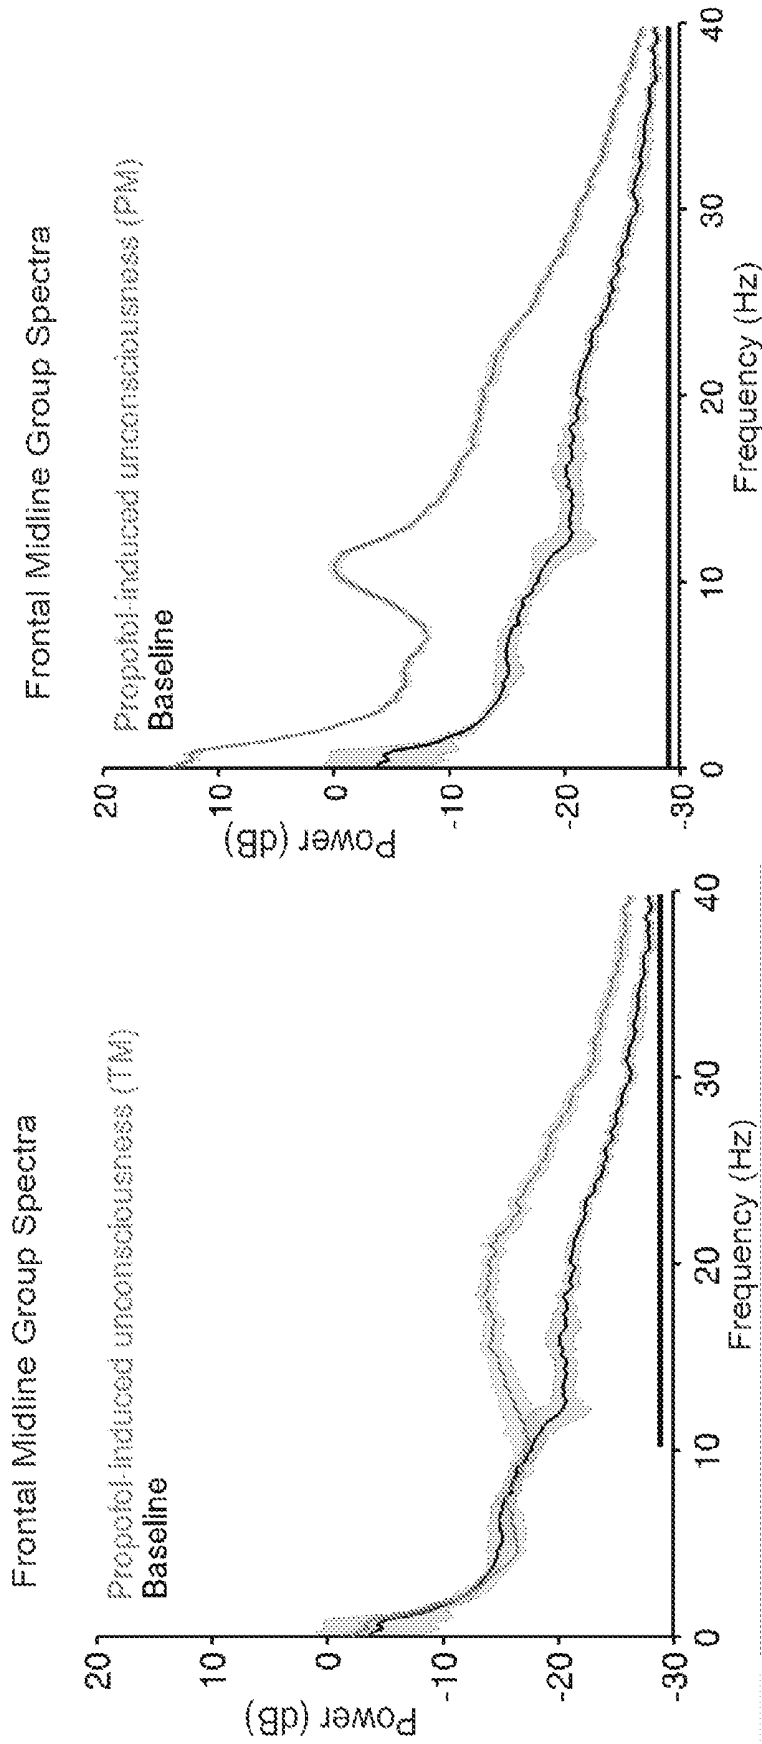 Frontal Midline Group Spectra
Propofol-induced unconsciousness (TM)
Baseline
Power (dB)
20
10
0
-10
-20
-30
0
10
20
30
40
Frequency (Hz)
Frontal Midline Group Spectra
Propofol-induced unconsciousness (PM)
Baseline
Power (dB)
20
10
0
-10
-20
-30
0
10
20
30
40
Frequency (Hz)